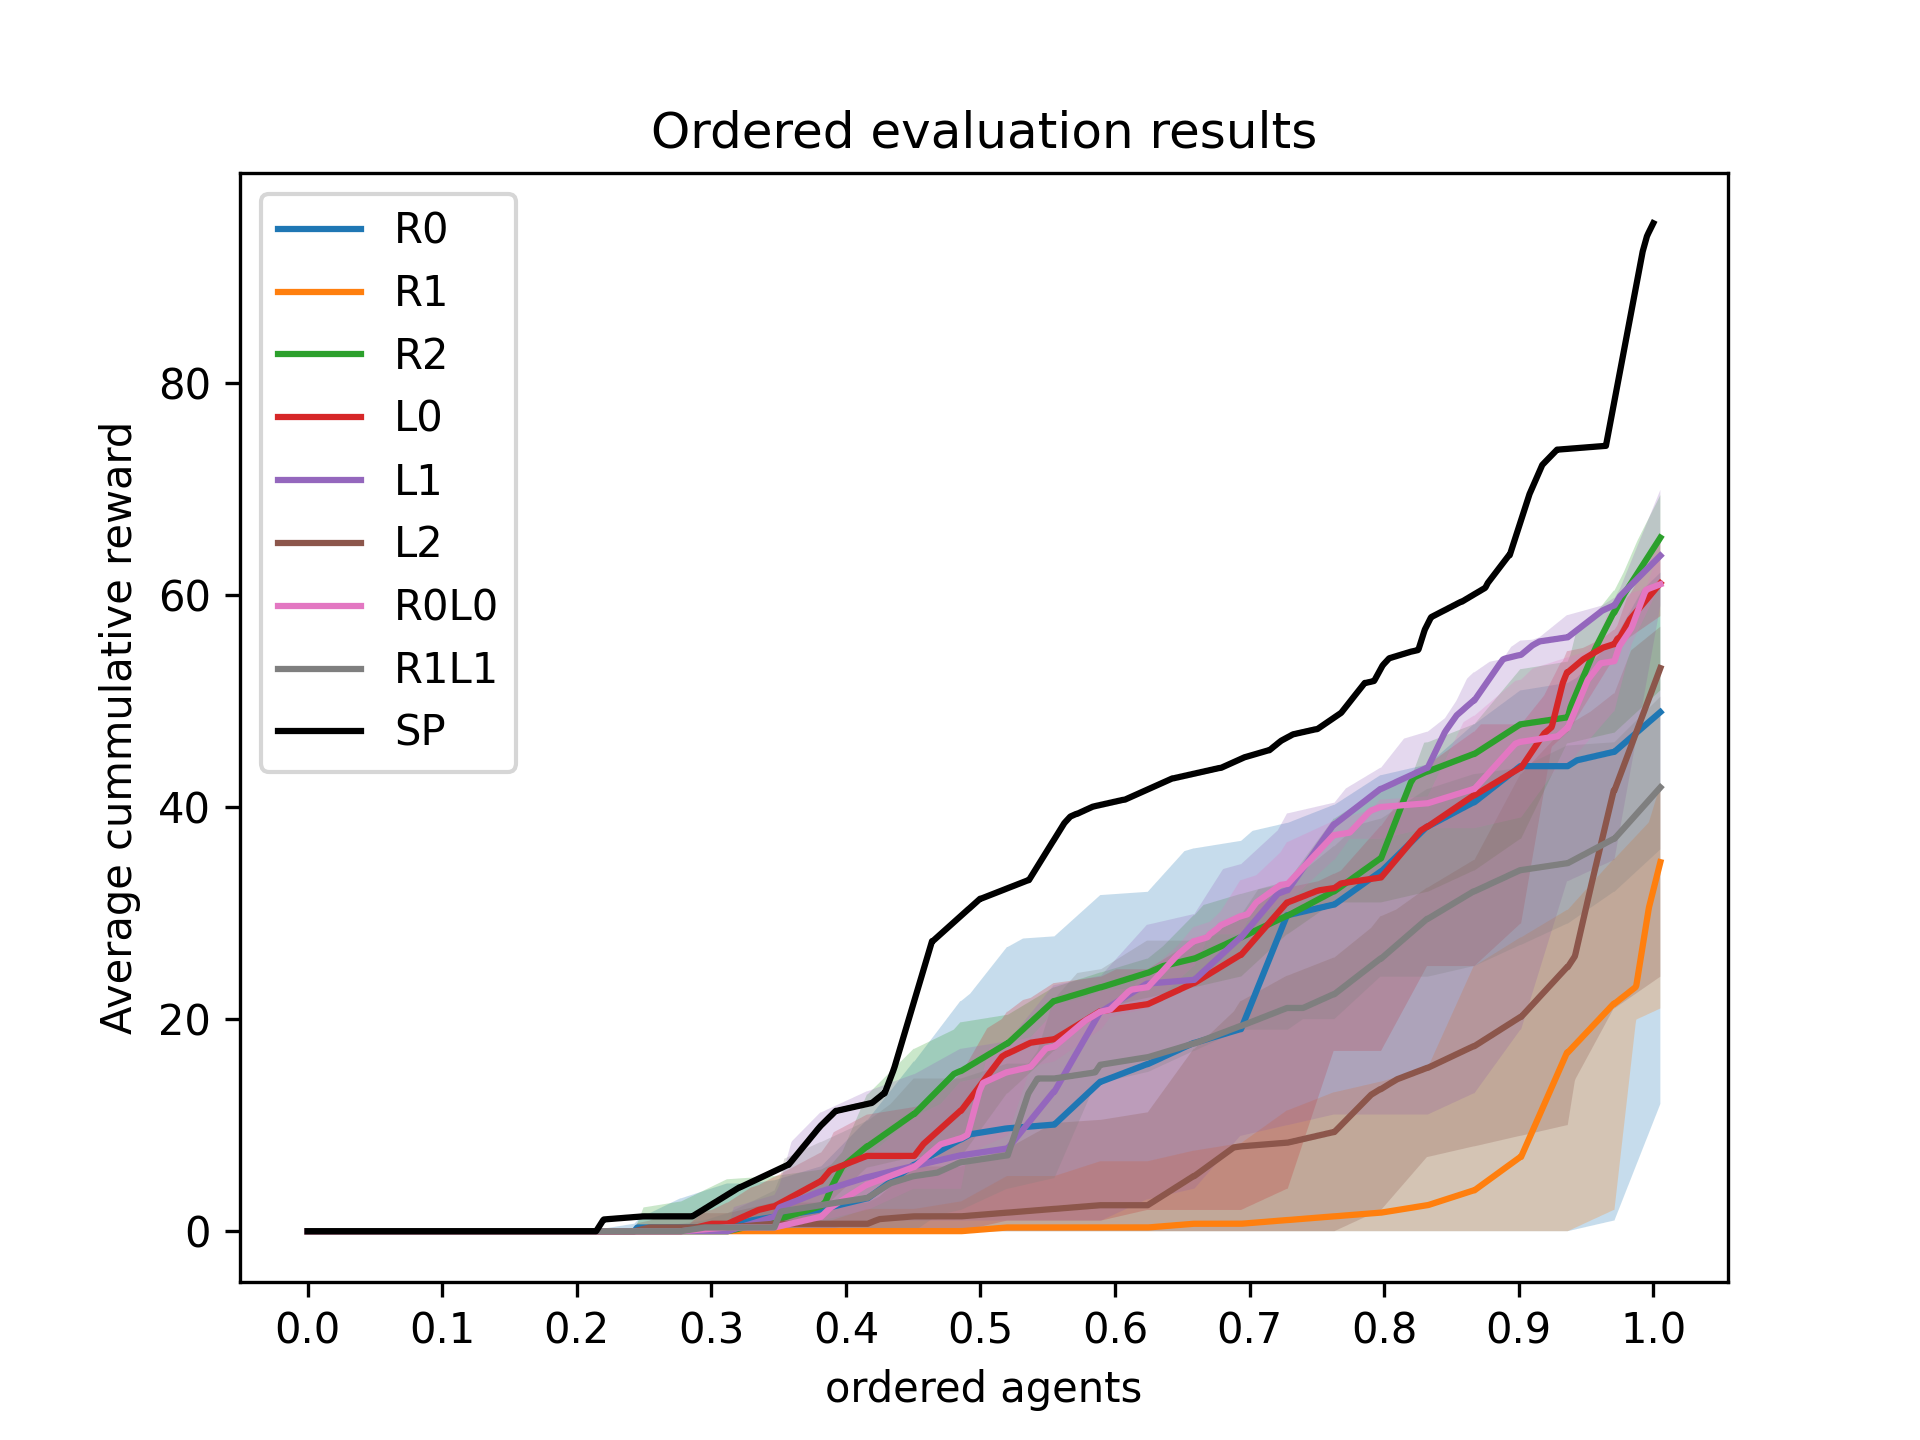 Ordered evaluation results
R0
R1
R2
L0
L1
L2
R0L0
R1L1
SP
Average cummulative reward
80
60
40
20
0
0.0 0.1 0.2 0.3 0.4 0.5 0.6 0.7 0.8 0.9 1.0
ordered agents